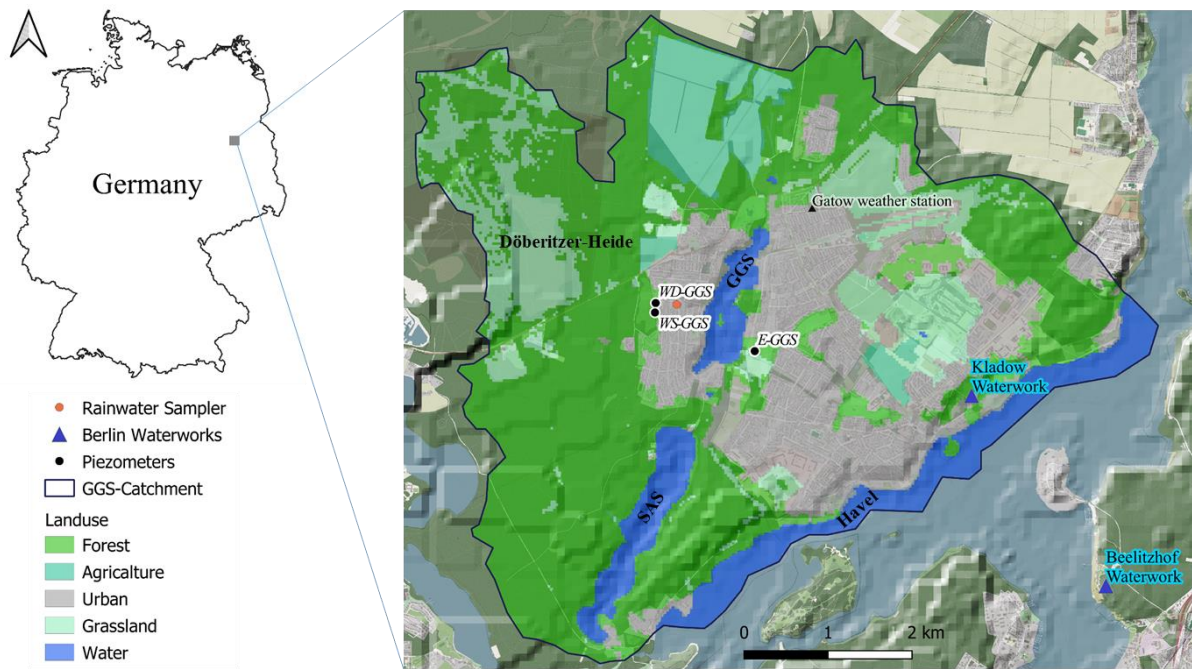 Germany
Rainwater Sampler
Berlin Waterworks
Piezometers
GGS-Catchment
Landuse
Forest
Agricalture
Urban
Grassland
Water
Gatow weather station
Döberitzer-Heide
GGS
WD-GGS
WS-GGS
E-GGS
Kladow
Waterwork
SAS
Havel
Beelitzhof
Waterwork
0 1 2 km